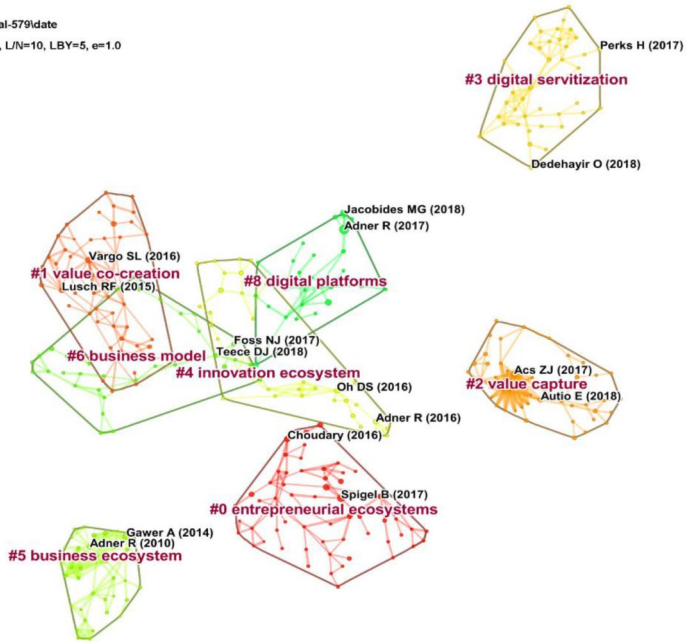 al-579\date
, L/N=10, LBY=5, e=1.0
Perks H (2017)
#3 digital servitization
Dedehayir O (2018)
Jacobides MG (2018)
Adner R (2017)
Vargo SL (2016)
#1 value co-creation
Lusch RF (2015)
#8 digital platforms
Foss NJ (2017)
Teece DJ (2018)
#6 business model
#4 innovation ecosystem
Acs ZJ (2017)
#2 value capture
Autio E (2018)
Oh DS (2016)
Adner R (2016)
Choudary (2016)
Spigel B (2017)
#0 entrepreneurial ecosystems
Gawer A (2014)
Adner R (2010)
#5 business ecosystem